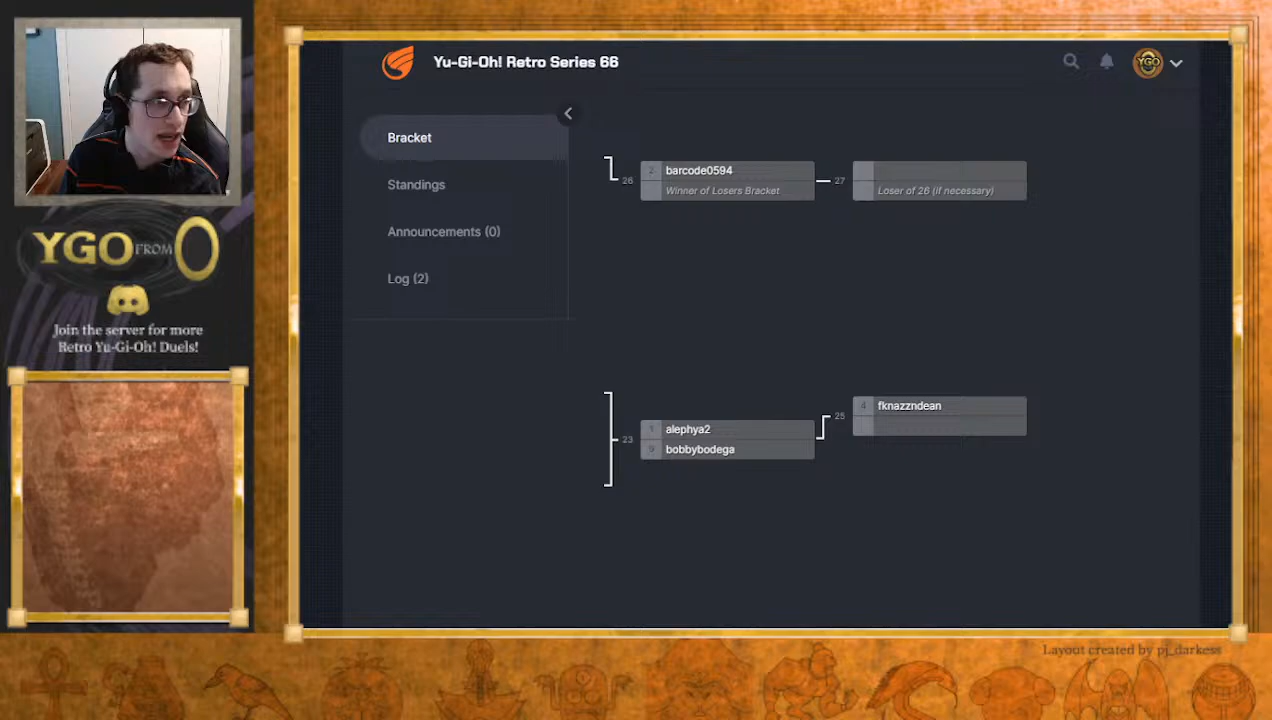 Yu-Gi-Oh! Retro Series 66
YGO
Bracket
Standings
Announcements (0)
Log (2)
26
2 barcode0594
Winner of Losers Bracket
27
Loser of 26 (if necessary)
23
1 alephya2
9 bobbybodega
25
4 fknazzndean
YGO FROM 0
Join the server for more
Retro Yu-Gi-Oh! Duels!
Layout created by pj_darkess